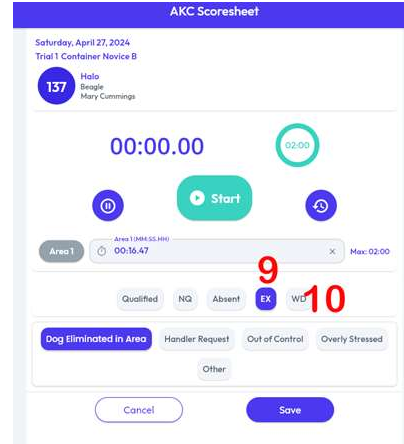 AKC Scoresheet
Saturday, April 27, 2024
Trial 1 Container Novice B
137
Halo
Beagle
Mary Cummings
00:00.00
02:00
Start
Area 1
Area 1 (MM:SS.HH)
00:16.47
×
Max: 02:00
9
Qualified NQ Absent EX WD 10
Dog Eliminated in Area Handler Request Out of Control Overly Stressed
Other
Cancel Save